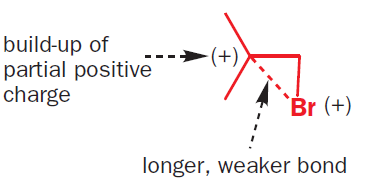 build-up of
partial positive
charge
(+)
Br (+)
longer, weaker bond